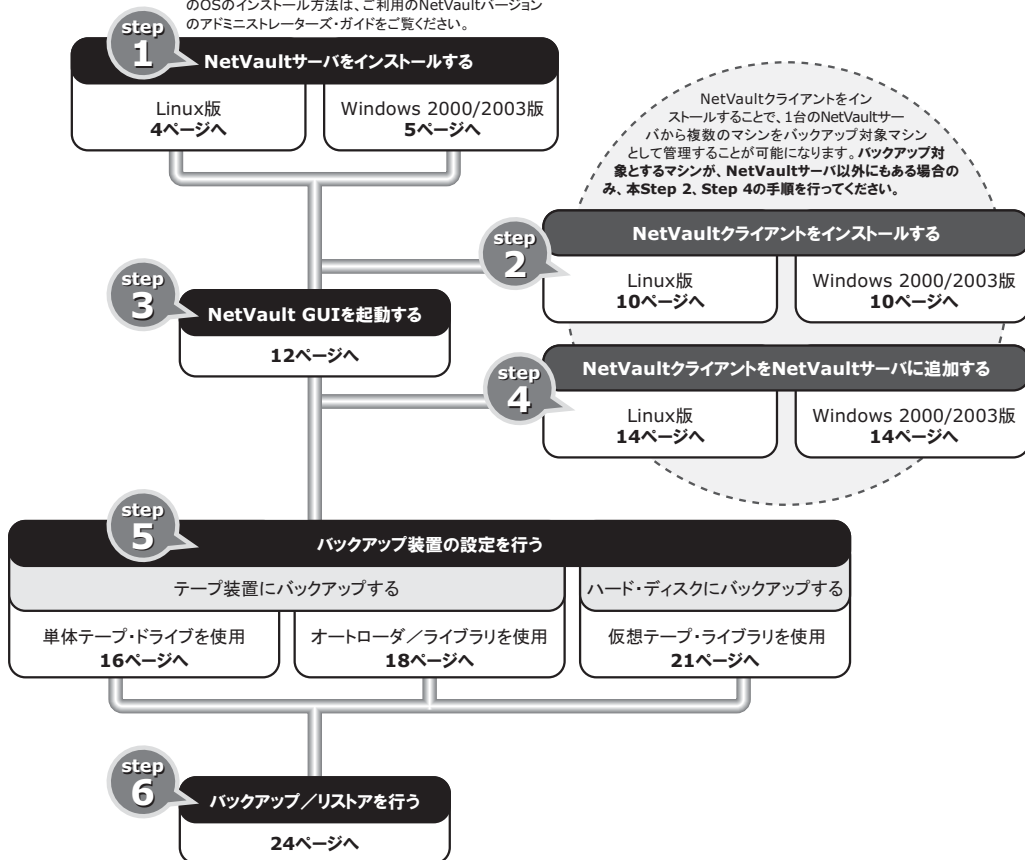 のOSのインストール方法は、ご利用のNetVaultバージョン
のアドミニストレーターズ・ガイドをご覧ください。
step
1
NetVaultサーバをインストールする
Linux版
4ページへ
Windows 2000/2003版
5ページへ
NetVaultクライアントをイン
ストールすることで、1台のNetVaultサー
バから複数のマシンをバックアップ対象マシン
として管理することが可能になります。バックアップ対
象とするマシンが、NetVaultサーバ以外にもある場合の
み、本Step 2、Step 4の手順を行ってください。
step
2
NetVaultクライアントをインストールする
Linux版
10ページへ
Windows 2000/2003版
10ページへ
step
3
NetVault GUIを起動する
12ページへ
step
4
NetVaultクライアントをNetVaultサーバに追加する
Linux版
14ページへ
Windows 2000/2003版
14ページへ
step
5
バックアップ装置の設定を行う
テープ装置にバックアップする
ハード・ディスクにバックアップする
単体テープ・ドライブを使用
16ページへ
オートローダ／ライブラリを使用
18ページへ
仮想テープ・ライブラリを使用
21ページへ
step
6
バックアップ／リストアを行う
24ページへ